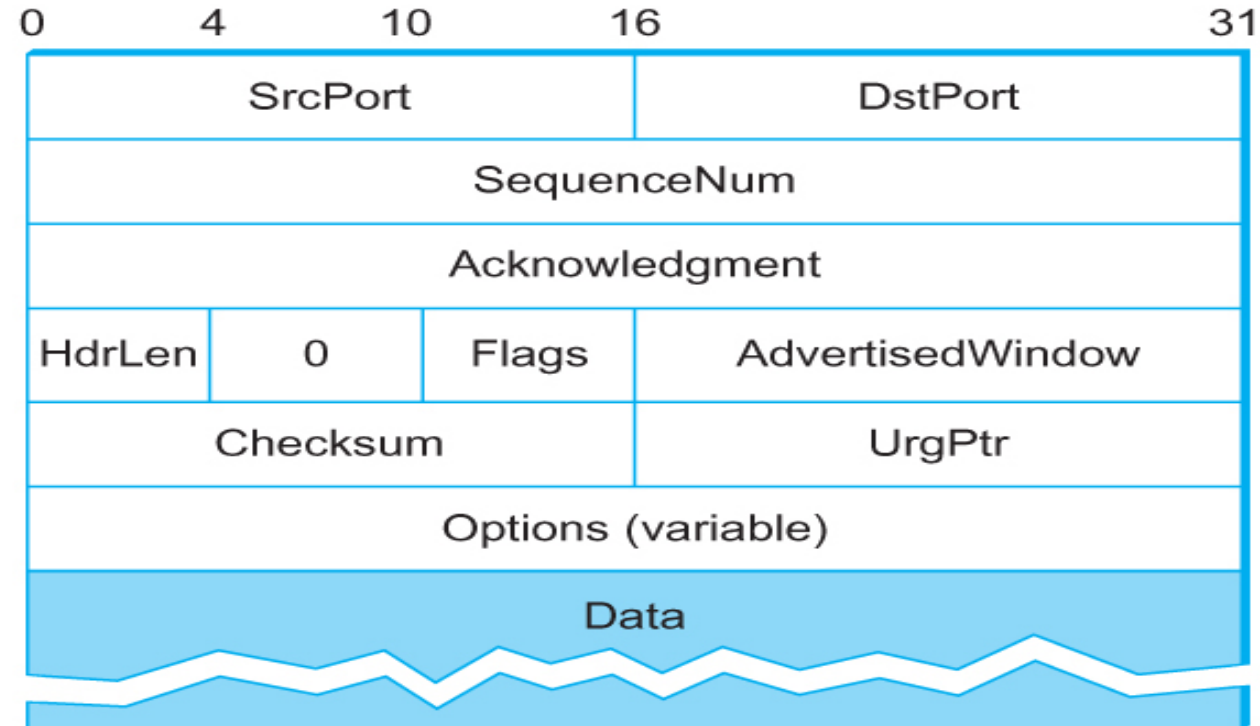 0 4 10 16 31
SrcPort DstPort
SequenceNum
Acknowledgment
HdrLen 0 Flags AdvertisedWindow
Checksum UrgPtr
Options (variable)
Data